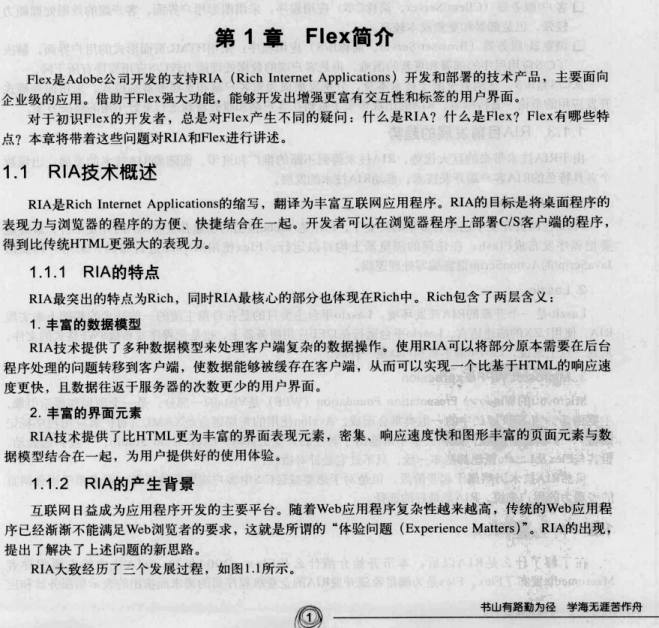 第 1 章　Flex简介
Flex是Adobe公司开发的支持RIA（Rich Internet Applications）开发和部署的技术产品，主要面向
企业级的应用。借助于Flex强大功能，能够开发出增强更富有交互性和标签的用户界面。
对于初识Flex的开发者，总是对Flex产生不同的疑问：什么是RIA？什么是Flex？Flex有哪些特
点？本章将带着这些问题对RIA和Flex进行讲述。
1.1　RIA技术概述
RIA是Rich Internet Applications的缩写，翻译为丰富互联网应用程序。RIA的目标是将桌面程序的
表现力与浏览器的程序的方便、快捷结合在一起。开发者可以在浏览器程序上部署C/S客户端的程序，
得到比传统HTML更强大的表现力。
1.1.1　RIA的特点
RIA最突出的特点为Rich，同时RIA最核心的部分也体现在Rich中。Rich包含了两层含义：
1. 丰富的数据模型
RIA技术提供了多种数据模型来处理客户端复杂的数据操作。使用RIA可以将部分原本需要在后台
程序处理的问题转移到客户端，使数据能够被缓存在客户端，从而可以实现一个比基于HTML的响应速
度更快，且数据往返于服务器的次数更少的用户界面。
2. 丰富的界面元素
RIA技术提供了比HTML更为丰富的界面表现元素，密集、响应速度快和图形丰富的页面元素与数
据模型结合在一起，为用户提供好的使用体验。
1.1.2　RIA的产生背景
互联网日益成为应用程序开发的主要平台。随着Web应用程序复杂性越来越高，传统的Web应用程
序已经渐渐不能满足Web浏览者的要求，这就是所谓的“体验问题（Experience Matters）”。RIA的出现，
提出了解决了上述问题的新思路。
RIA大致经历了三个发展过程，如图1.1所示。
书山有路勤为径　学海无涯苦作舟
1